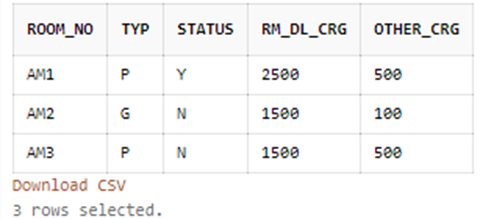 ROOM_NO TYP STATUS RM_DL_CRG OTHER_CRG
AM1 P Y 2500 500
AM2 G N 1500 100
AM3 P N 1500 500
Download CSV
3 rows selected.